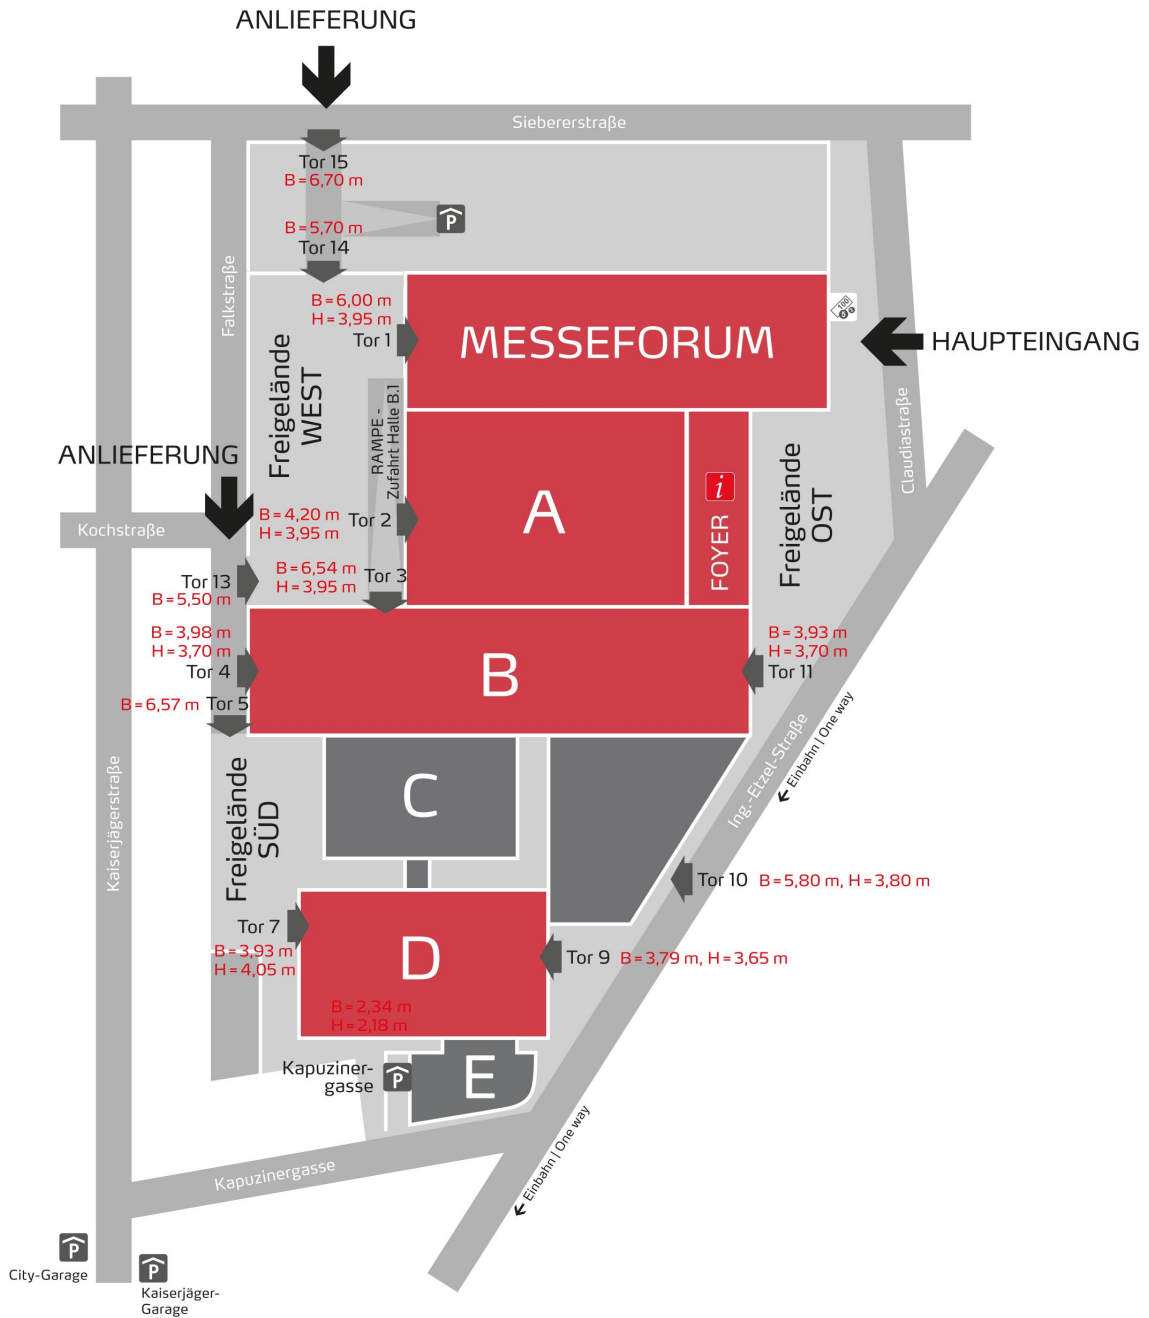 ANLIEFERUNG
Siebererstraße
Tor 15
B = 6,70 m
B = 5,70 m
Tor 14
P
Falkstraße
B = 6,00 m
H = 3,95 m
Tor 1
MESSEFORUM
100
HAUPTEINGANG
Freigelände
WEST
RAMPE -
Zufahrt Halle B.1
Claudiastraße
ANLIEFERUNG
Kochstraße
B = 4,20 m
H = 3,95 m
Tor 2
A
i
FOYER
Freigelände
OST
B = 6,54 m
H = 3,95 m
Tor 3
Tor 13
B = 5,50 m
B = 3,98 m
H = 3,70 m
Tor 4
B = 6,57 m Tor 5
B
B = 3,93 m
H = 3,70 m
Tor 11
Einbahn | One way
Ing.-Etzel-Straße
Kaiserjägerstraße
Freigelände
SÜD
C
Tor 10 B = 5,80 m, H = 3,80 m
Tor 7
B = 3,93 m
H = 4,05 m
D
Tor 9 B = 3,79 m, H = 3,65 m
B = 2,34 m
H = 2,18 m
Kapuziner-
gasse
P
E
Einbahn | One way
Kapuzinergasse
P
City-Garage
P
Kaiserjäger-
Garage